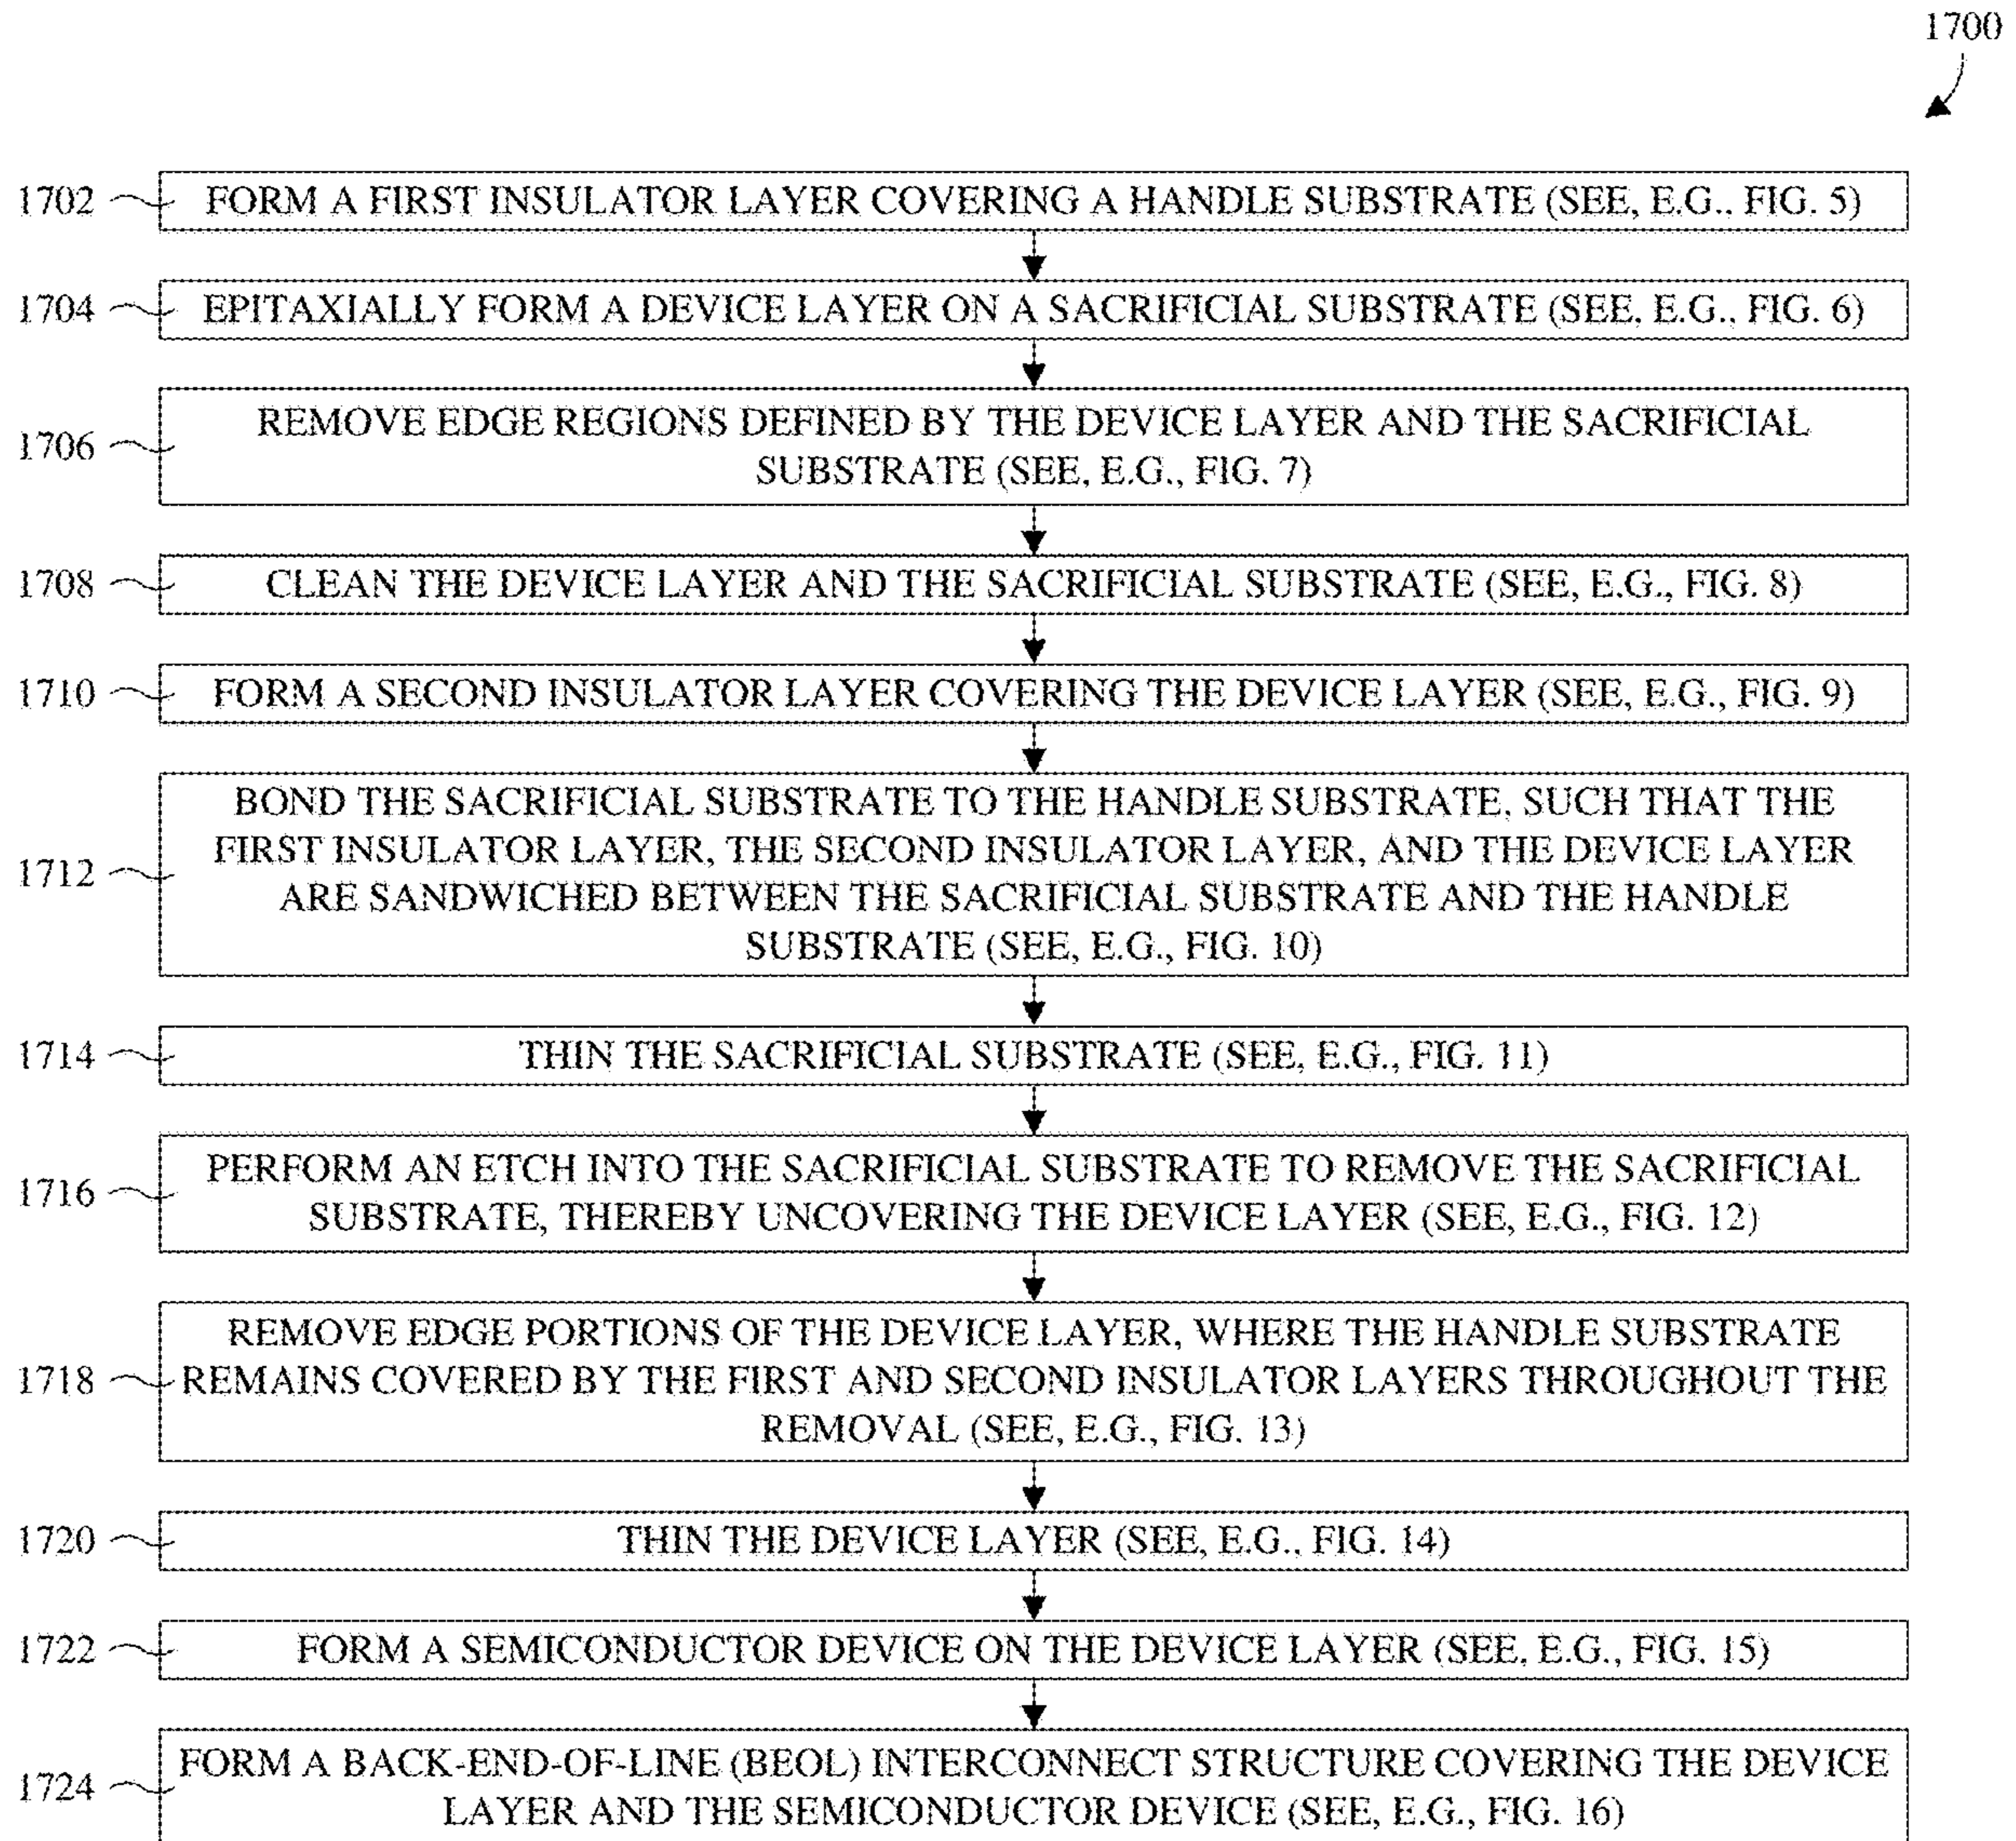 1700
1702 FORM A FIRST INSULATOR LAYER COVERING A HANDLE SUBSTRATE (SEE, E.G., FIG. 5)
1704 EPITAXIALLY FORM A DEVICE LAYER ON A SACRIFICIAL SUBSTRATE (SEE, E.G., FIG. 6)
1706 REMOVE EDGE REGIONS DEFINED BY THE DEVICE LAYER AND THE SACRIFICIAL
SUBSTRATE (SEE, E.G., FIG. 7)
1708 CLEAN THE DEVICE LAYER AND THE SACRIFICIAL SUBSTRATE (SEE, E.G., FIG. 8)
1710 FORM A SECOND INSULATOR LAYER COVERING THE DEVICE LAYER (SEE, E.G., FIG. 9)
1712 BOND THE SACRIFICIAL SUBSTRATE TO THE HANDLE SUBSTRATE, SUCH THAT THE
FIRST INSULATOR LAYER, THE SECOND INSULATOR LAYER, AND THE DEVICE LAYER
ARE SANDWICHED BETWEEN THE SACRIFICIAL SUBSTRATE AND THE HANDLE
SUBSTRATE (SEE, E.G., FIG. 10)
1714 THIN THE SACRIFICIAL SUBSTRATE (SEE, E.G., FIG. 11)
1716 PERFORM AN ETCH INTO THE SACRIFICIAL SUBSTRATE TO REMOVE THE SACRIFICIAL
SUBSTRATE, THEREBY UNCOVERING THE DEVICE LAYER (SEE, E.G., FIG. 12)
1718 REMOVE EDGE PORTIONS OF THE DEVICE LAYER, WHERE THE HANDLE SUBSTRATE
REMAINS COVERED BY THE FIRST AND SECOND INSULATOR LAYERS THROUGHOUT THE
REMOVAL (SEE, E.G., FIG. 13)
1720 THIN THE DEVICE LAYER (SEE, E.G., FIG. 14)
1722 FORM A SEMICONDUCTOR DEVICE ON THE DEVICE LAYER (SEE, E.G., FIG. 15)
1724 FORM A BACK-END-OF-LINE (BEOL) INTERCONNECT STRUCTURE COVERING THE DEVICE
LAYER AND THE SEMICONDUCTOR DEVICE (SEE, E.G., FIG. 16)